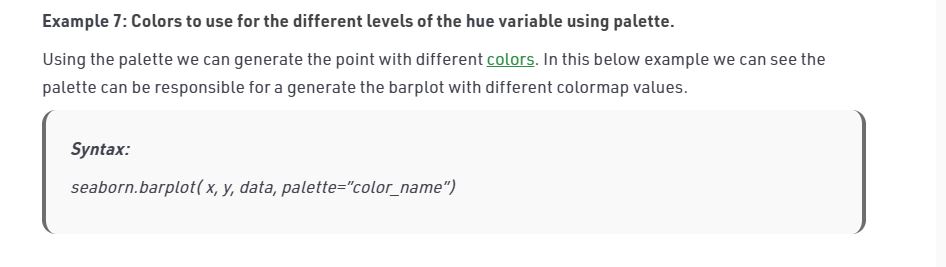 Example 7: Colors to use for the different levels of the hue variable using palette.
Using the palette we can generate the point with different colors. In this below example we can see the
palette can be responsible for a generate the barplot with different colormap values.
Syntax:
seaborn.barplot( x, y, data, palette=”color_name”)